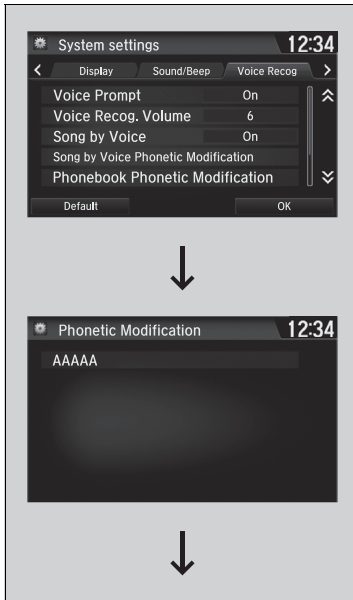 System settings 12:34
Display Sound/Beep Voice Recog
Voice Prompt On
Voice Recog. Volume 6
Song by Voice On
Song by Voice Phonetic Modification
Phonebook Phonetic Modification
Default OK
Phonetic Modification 12:34
AAAAA